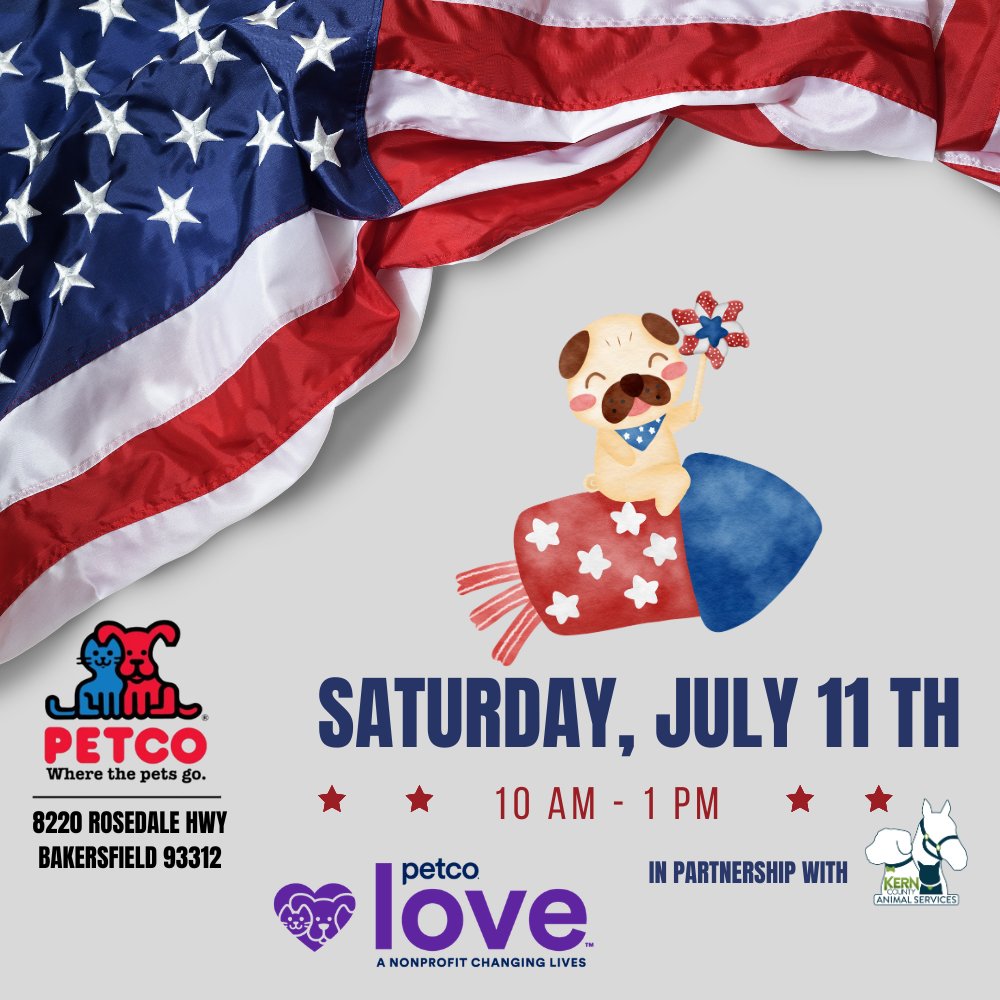 SATURDAY, JULY 11 TH
10 AM - 1 PM
PETCO
®
Where the pets go.
8220 ROSEDALE HWY
BAKERSFIELD 93312
petco
love™
A NONPROFIT CHANGING LIVES
IN PARTNERSHIP WITH
KERN
COUNTY
ANIMAL SERVICES